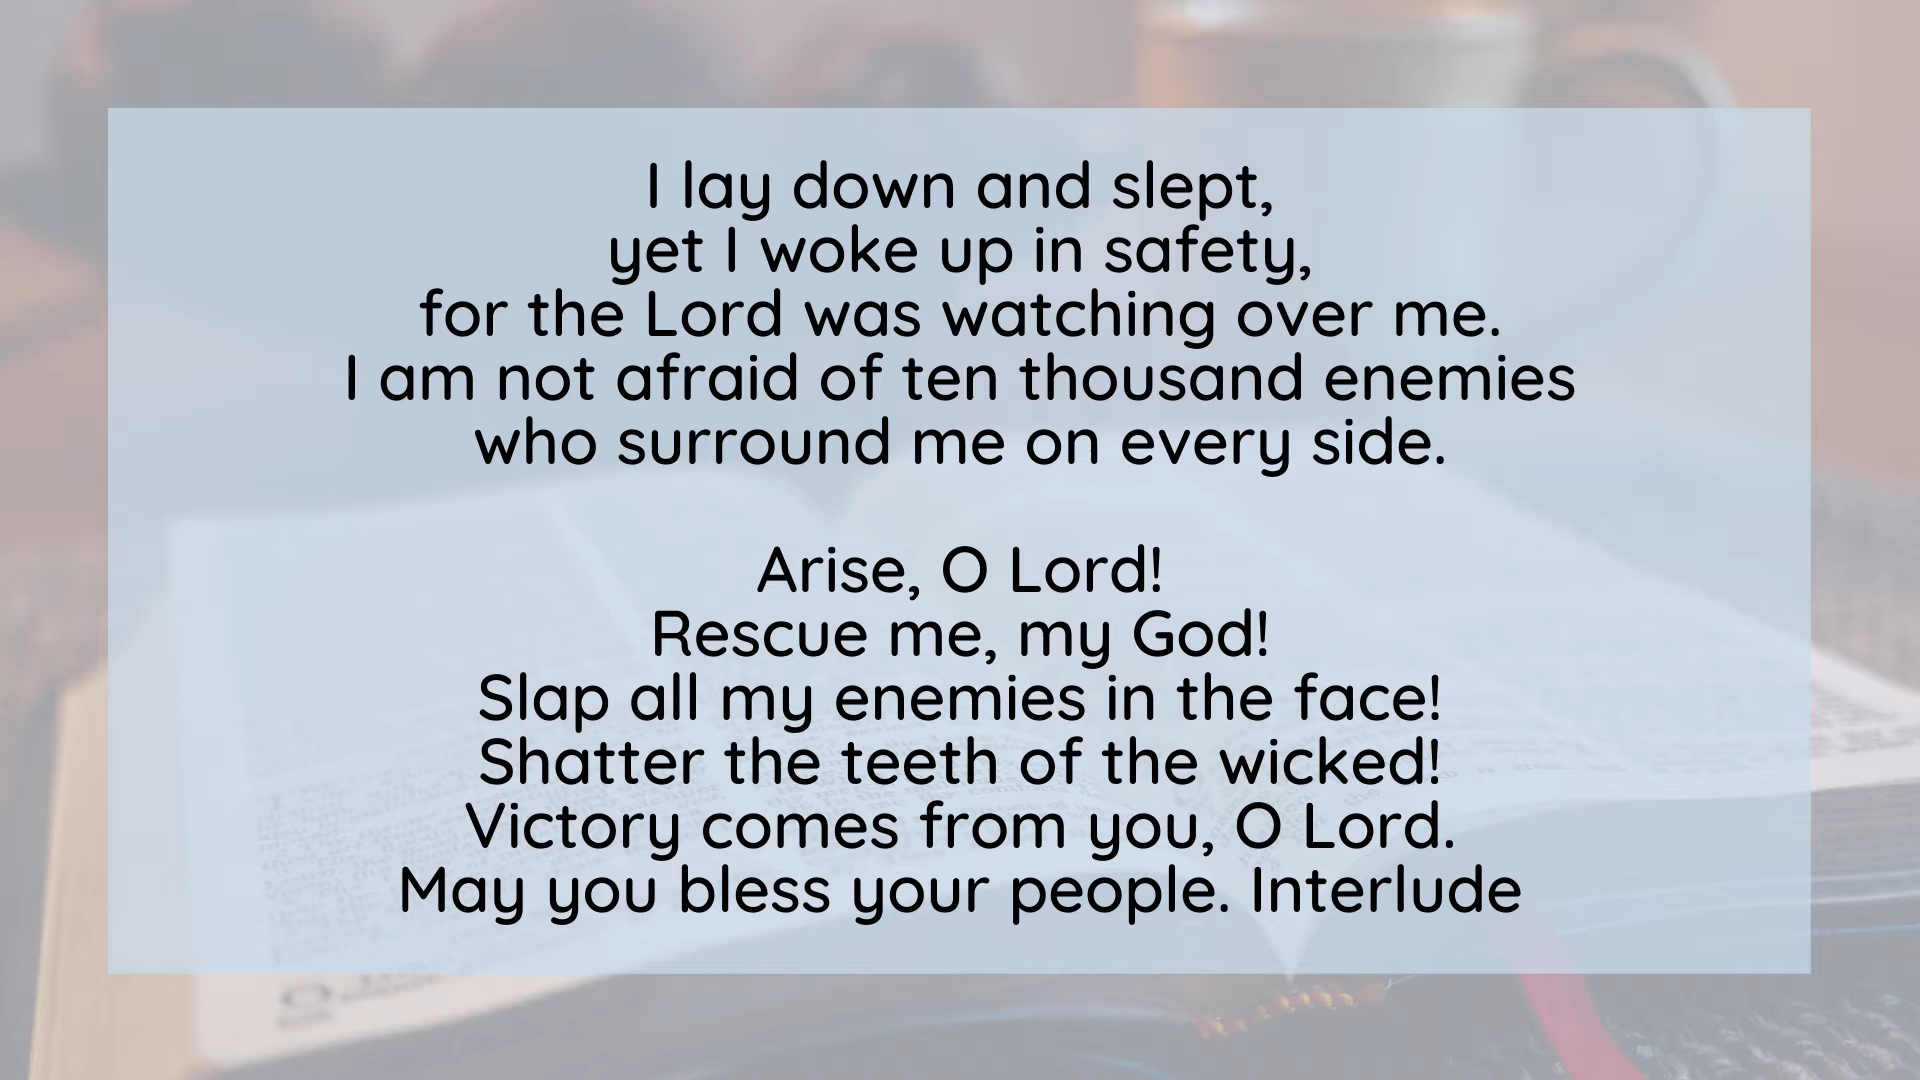 I lay down and slept,
yet I woke up in safety,
for the Lord was watching over me.
I am not afraid of ten thousand enemies
who surround me on every side.
Arise, O Lord!
Rescue me, my God!
Slap all my enemies in the face!
Shatter the teeth of the wicked!
Victory comes from you, O Lord.
May you bless your people. Interlude